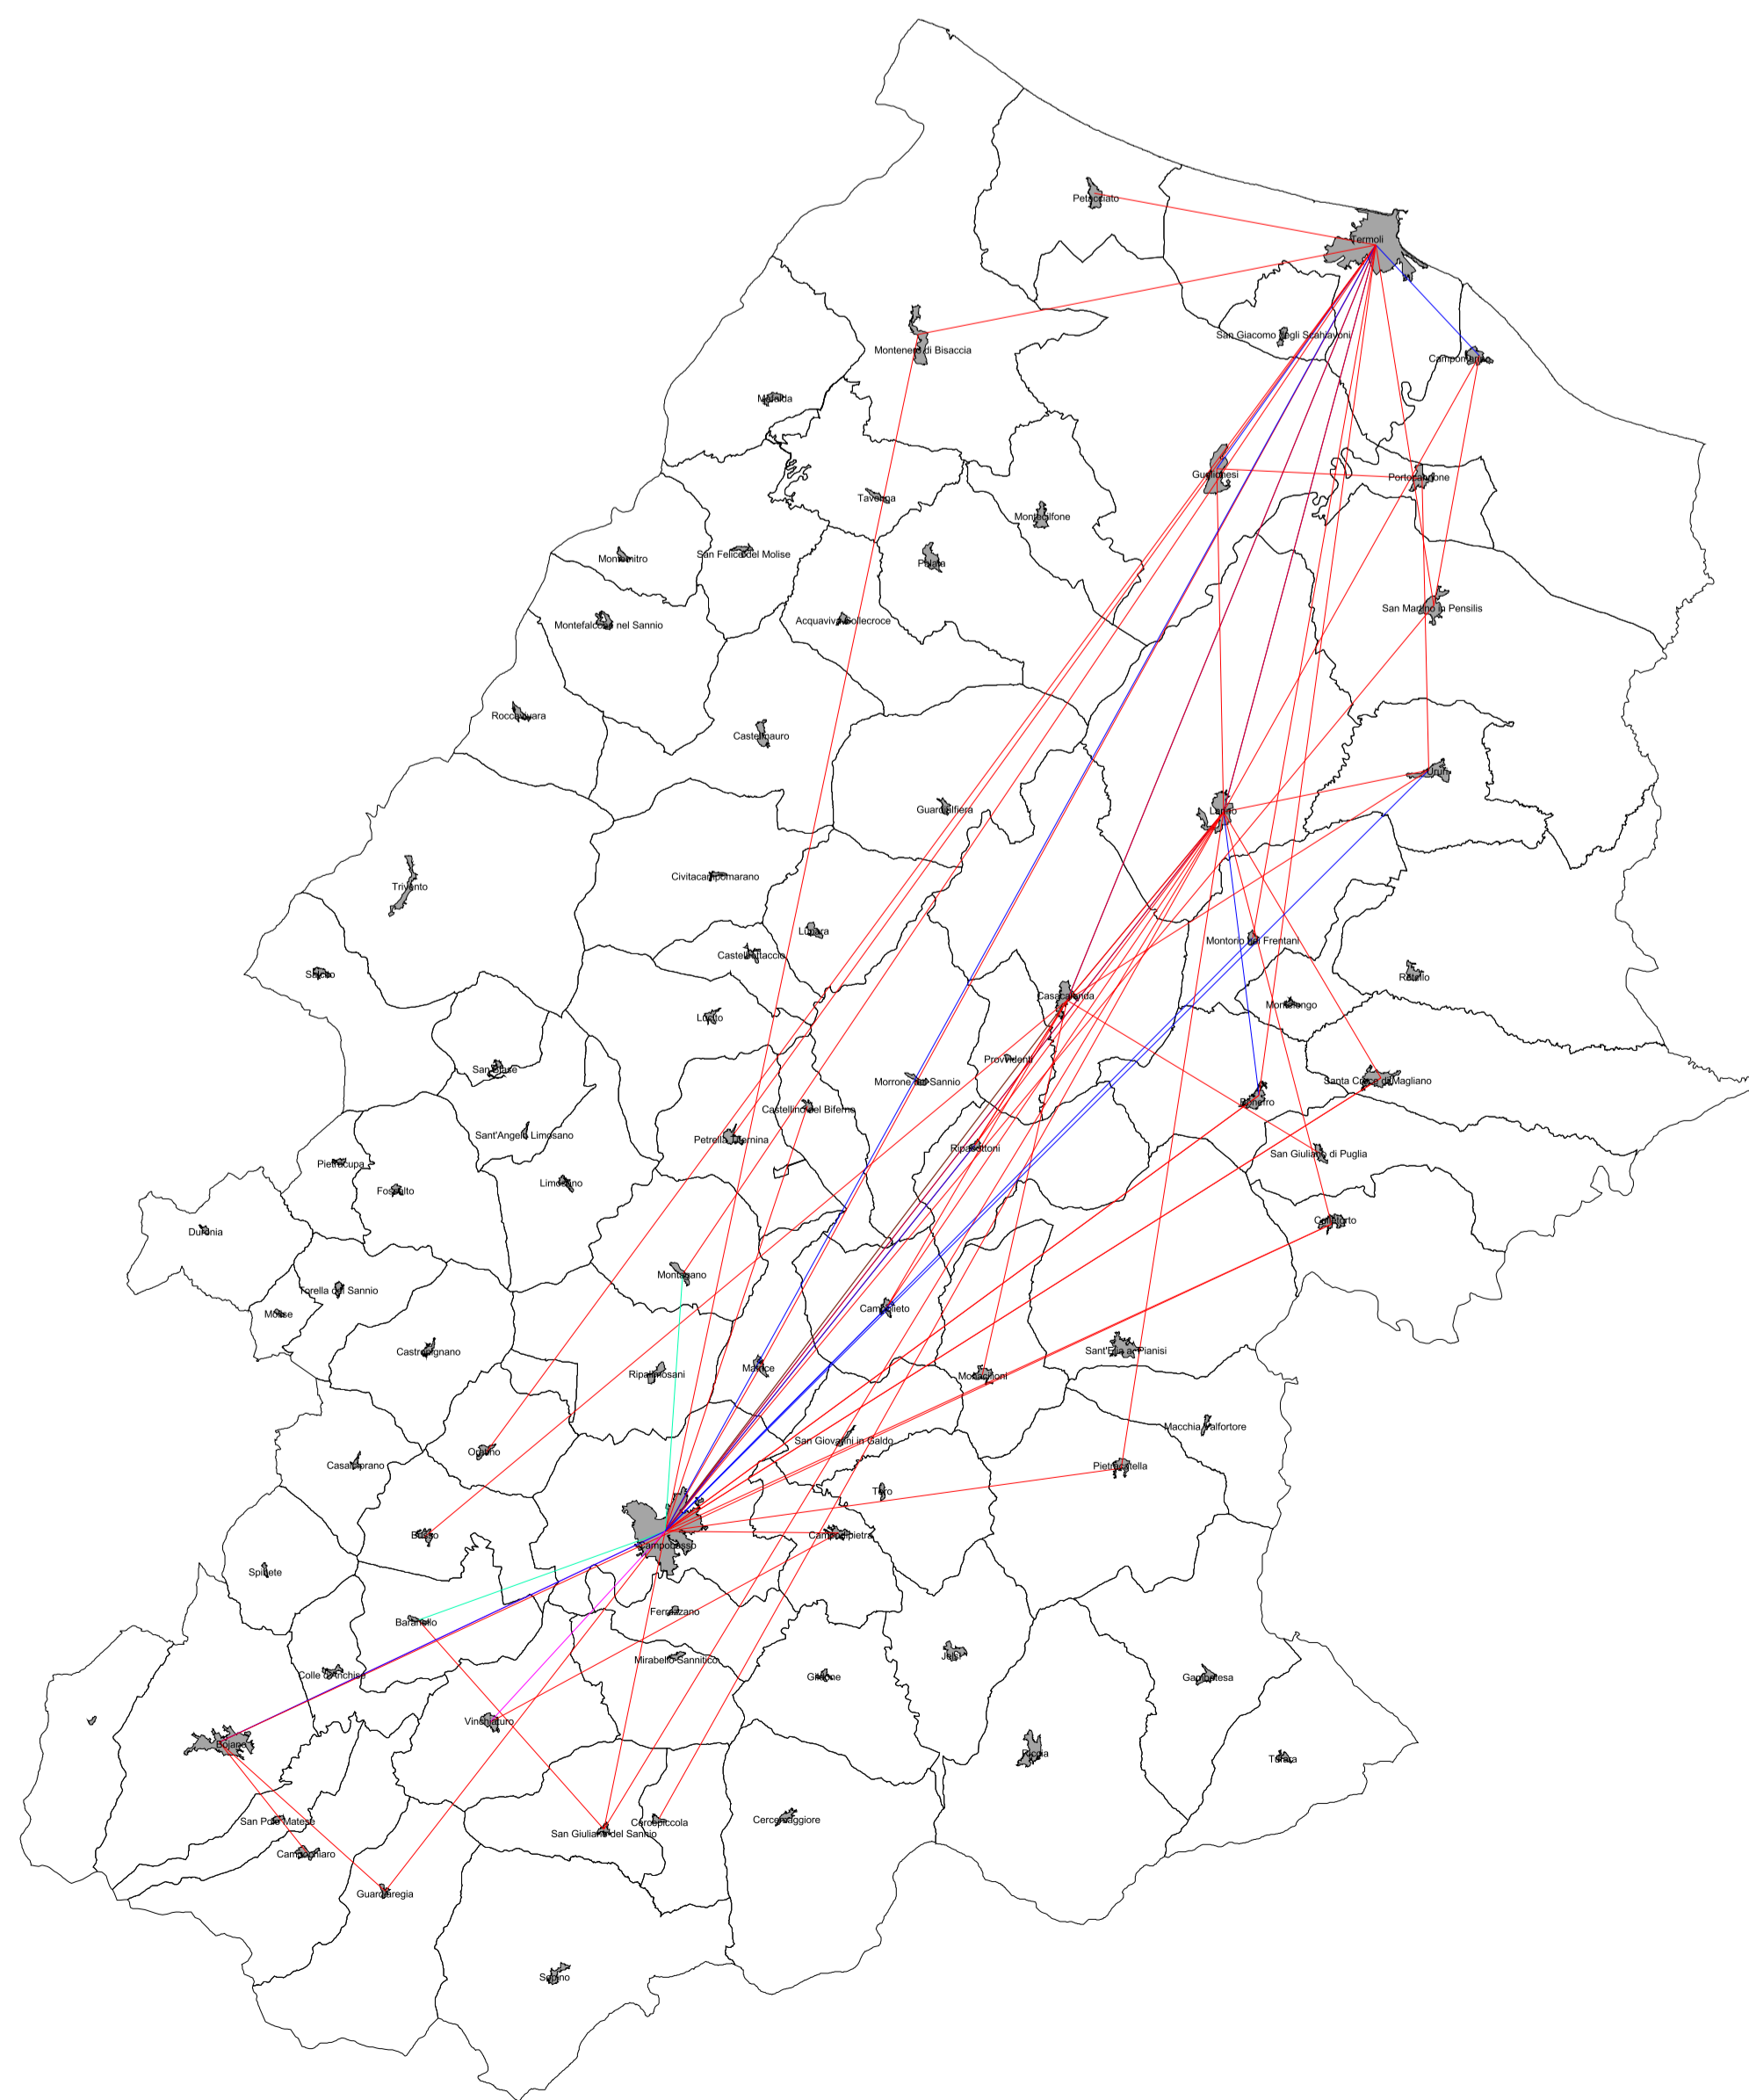 Petacciato
Termoli
San Giacomo degli Schiavoni
Montenero di Bisaccia
Campomarino
Mafalda
Guglionesi
Portocannone
Tavenna
Montecilfone
San Felice del Molise
Montemitro
Palata
San Martino in Pensilis
Acquaviva Collecroce
Montefalcone nel Sannio
Roccavivara
Castelmauro
Ururi
Guardialfiera
Larino
Civitacampomarano
Trivento
Lupara
Montorio nei Frentani
Castelbottaccio
Salcito
Rotello
Casacalenda
Montelongo
Lucito
Provvidenti
San Biase
Morrone del Sannio
Santa Croce di Magliano
Bonefro
Castellino del Biferno
Sant'Angelo Limosano
Petrella Tifernina
Ripabottoni
San Giuliano di Puglia
Pietracupa
Limosano
Fossalto
Colletorto
Duronia
Montagano
Torella del Sannio
Campolieto
Molise
Castropignano
Sant'Elia a Pianisi
Matrice
Ripalimosani
Monacilioni
Macchia Valfortore
San Giovanni in Galdo
Oratino
Casalciprano
Pietracatella
Toro
Busso
Campodipietra
Campobasso
Spinete
Ferrazzano
Baranello
Mirabello Sannitico
Jelsi
Colle d'Anchise
Gildone
Gambatesa
Vinchiaturo
Bojano
Riccia
Tufara
San Polo Matese
Cercepiccola
Cercemaggiore
San Giuliano del Sannio
Campochiaro
Guardiaregia
Sepino